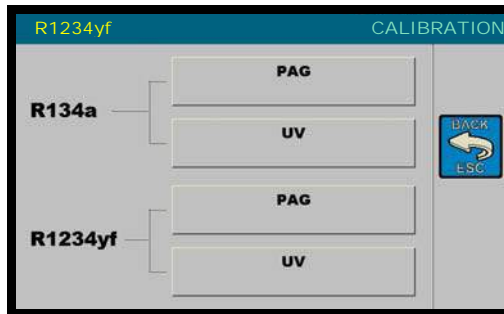 R1234yf CALIBRATION
PAG
R134a
UV
BACK
ESC
PAG
R1234yf
UV